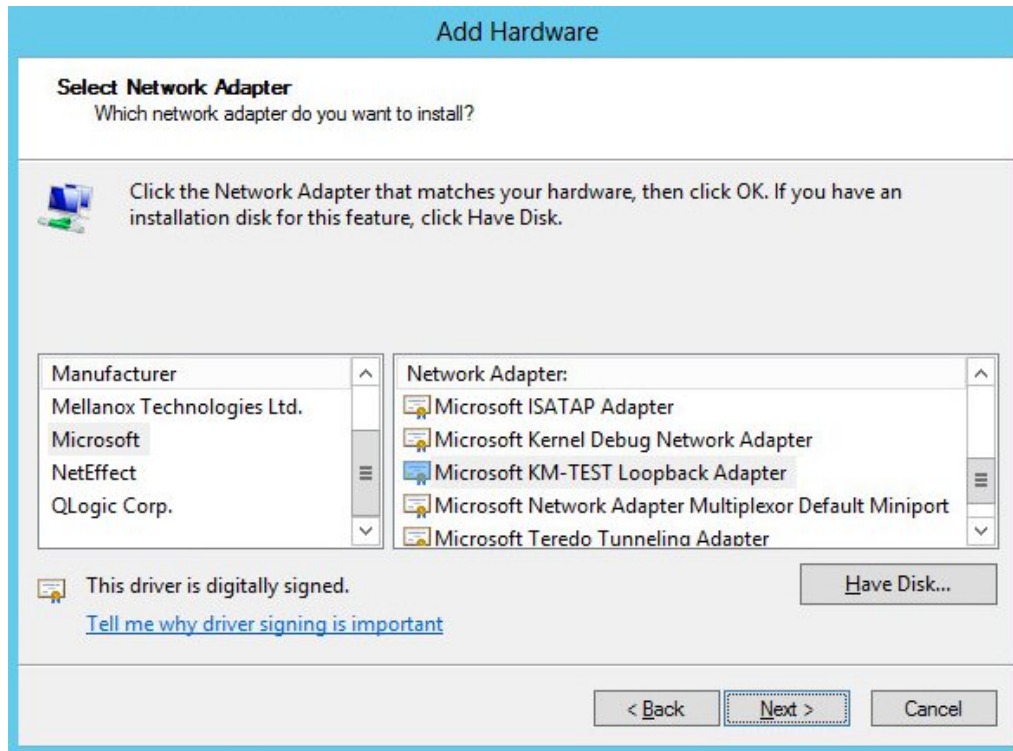 Add Hardware
Select Network Adapter
Which network adapter do you want to install?
Click the Network Adapter that matches your hardware, then click OK. If you have an
installation disk for this feature, click Have Disk.
Manufacturer
Mellanox Technologies Ltd.
Microsoft
NetEffect
QLogic Corp.
Network Adapter:
Microsoft ISATAP Adapter
Microsoft Kernel Debug Network Adapter
Microsoft KM-TEST Loopback Adapter
Microsoft Network Adapter Multiplexor Default Miniport
Microsoft Teredo Tunneling Adapter
This driver is digitally signed.
Tell me why driver signing is important
Have Disk...
< Back
Next >
Cancel